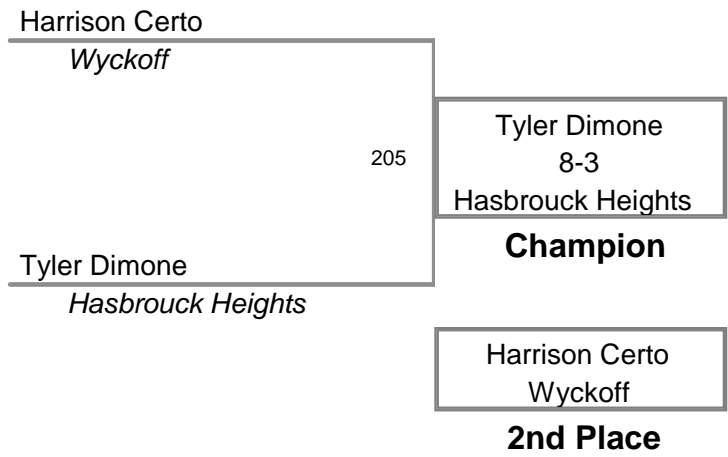 Harrison Certo
Wyckoff
205
Tyler Dimone
8-3
Hasbrouck Heights
Champion
Tyler Dimone
Hasbrouck Heights
Harrison Certo
Wyckoff
2nd Place